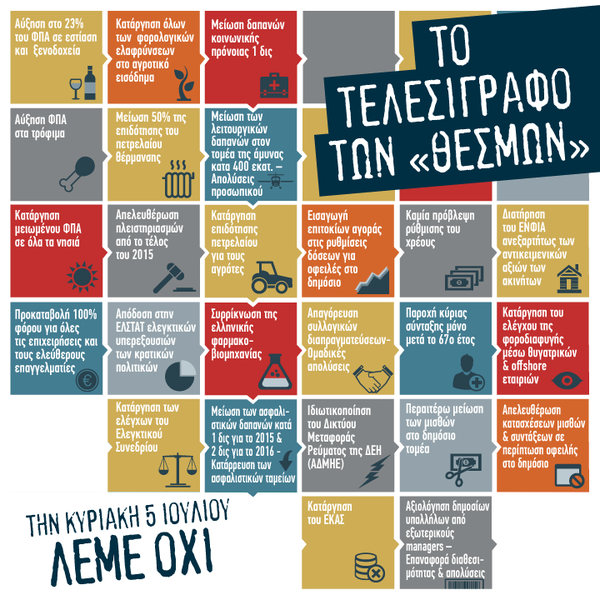 ΤΟ
ΤΕΛΕΣΙΓΡΑΦΟ
ΤΩΝ «ΘΕΣΜΩΝ»
Αύξηση στο 23%
του ΦΠΑ σε εστίαση
και ξενοδοχεία
Κατάργηση όλων
των φορολογικών
ελαφρύνσεων
στο αγροτικό
εισόδημα
Μείωση δαπανών
κοινωνικής
πρόνοιας 1 δις
Αύξηση ΦΠΑ
στα τρόφιμα
Μείωση 50% της
επιδότησης του
πετρελαίου
θέρμανσης
Μείωση των
λειτουργικών
δαπανών στον
τομέα της άμυνας
κατά 400 εκατ. –
Απολύσεις
προσωπικού
Κατάργηση
μειωμένου ΦΠΑ
σε όλα τα νησιά
Απελευθέρωση
πλειστηριασμών
από το τέλος
του 2015
Κατάργηση
επιδότησης
πετρελαίου
για τους
αγρότες
Εισαγωγή
επιτοκίων αγοράς
στις ρυθμίσεις
δόσεων για
οφειλές στο
δημόσιο
Καμία πρόβλεψη
ρύθμισης του
χρέους
Διατήρηση
του ΕΝΦΙΑ
ανεξαρτήτως των
αντικειμενικών
αξιών των
ακινήτων
Προκαταβολή 100%
φόρου για όλες
τις επιχειρήσεις και
τους ελεύθερους
επαγγελματίες
Απόδοση στην
ΕΛΣΤΑΤ ελεγκτικών
υπερεξουσιών
των κρατικών
πολιτικών
Συρρίκνωση της
ελληνικής
φαρμακο-
βιομηχανίας
Απαγόρευση
συλλογικών
διαπραγματεύσεων-
Ομαδικές
απολύσεις
Παροχή κύριας
σύνταξης μόνο
μετά το 67ο έτος
Κατάργηση του
ελέγχου της
φοροδιαφυγής
μέσω θυγατρικών
& offshore
εταιριών
Κατάργηση των
ελέγχων του
Ελεγκτικού
Συνεδρίου
Μείωση των ασφαλι-
στικών δαπανών κατά
1 δις για το 2015 &
2 δις για το 2016 -
Κατάρρευση των
ασφαλιστικών ταμείων
Ιδιωτικοποίηση
του Δικτύου
Μεταφοράς
Ρεύματος της ΔΕΗ
(ΑΔΜΗΕ)
Περαιτέρω μείωση
των μισθών
στο δημόσιο
τομέα
Απελευθέρωση
κατασχέσεων μισθών
& συντάξεων σε
περίπτωση οφειλής
στο δημόσιο
Κατάργηση
του ΕΚΑΣ
Αξιολόγηση δημοσίων
υπαλλήλων από
εξωτερικούς
managers –
Επαναφορά διαθεσι-
μότητας & απολύσεις
ΤΗΝ ΚΥΡΙΑΚΗ 5 ΙΟΥΛΙΟΥ
ΛΕΜΕ ΟΧΙ